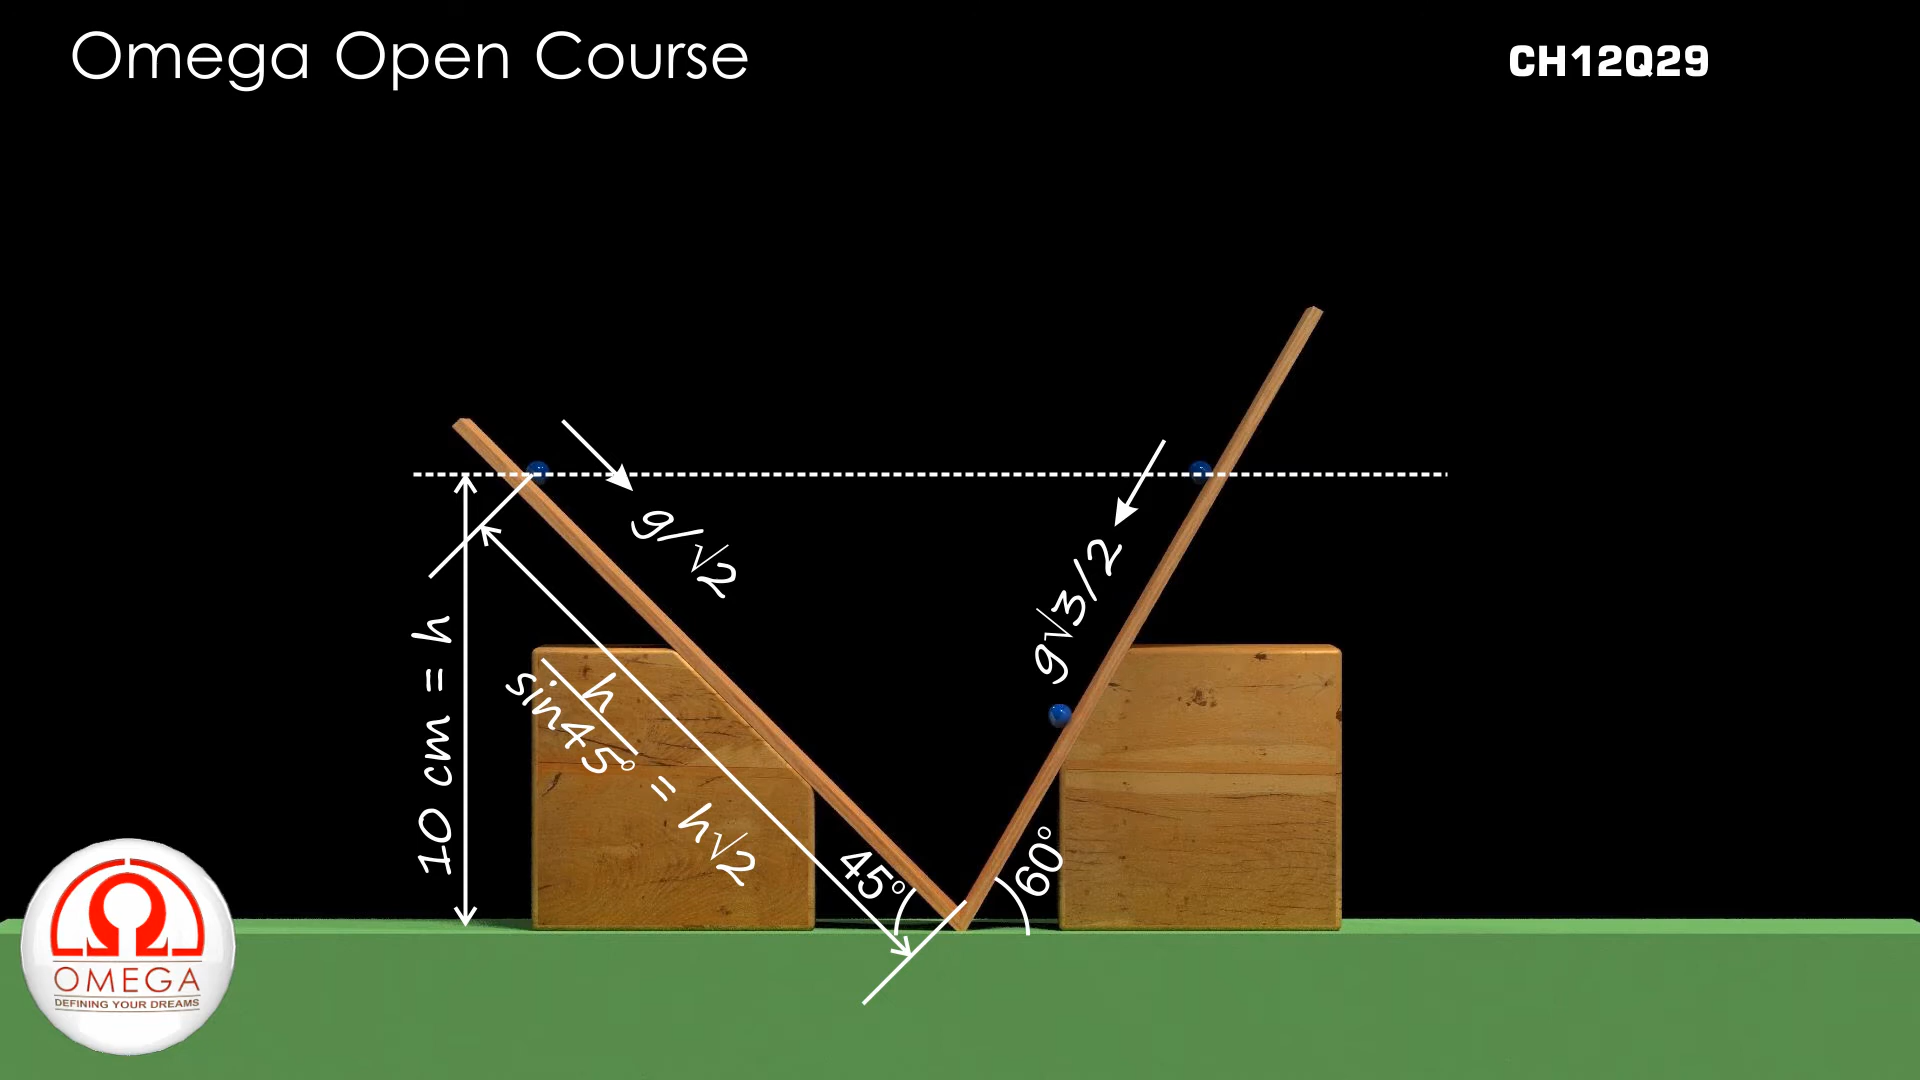 Omega Open Course
CH12Q29
g/√2
g√3/2
10 cm = h
h
sin45° = h√2
45°
60°
OMEGA
DEFINING YOUR DREAMS